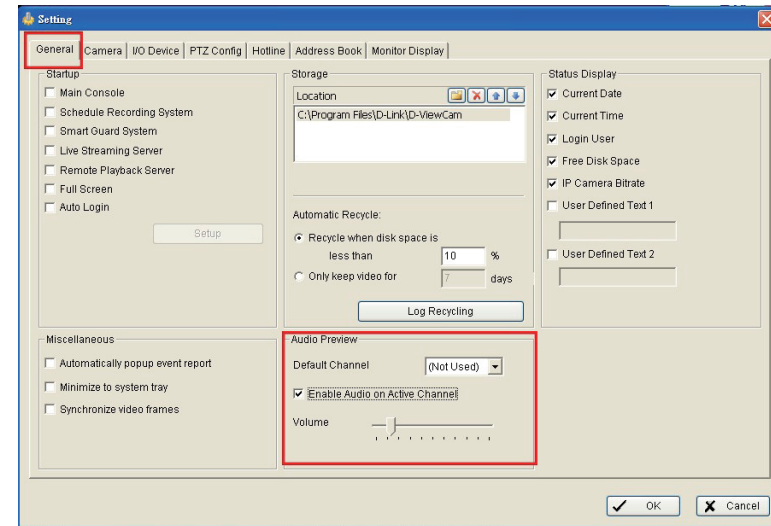 Setting
General Camera I/O Device PTZ Config Hotline Address Book Monitor Display
Startup
Main Console
Schedule Recording System
Smart Guard System
Live Streaming Server
Remote Playback Server
Full Screen
Auto Login
Setup
Storage
Location
C:\Program Files\D-Link\D-ViewCam
Automatic Recycle:
Recycle when disk space is
less than 10 %
Only keep video for 7 days
Log Recycling
Status Display
Current Date
Current Time
Login User
Free Disk Space
IP Camera Bitrate
User Defined Text 1
User Defined Text 2
Miscellaneous
Automatically popup event report
Minimize to system tray
Synchronize video frames
Audio Preview
Default Channel (Not Used)
Enable Audio on Active Channel
Volume
OK Cancel